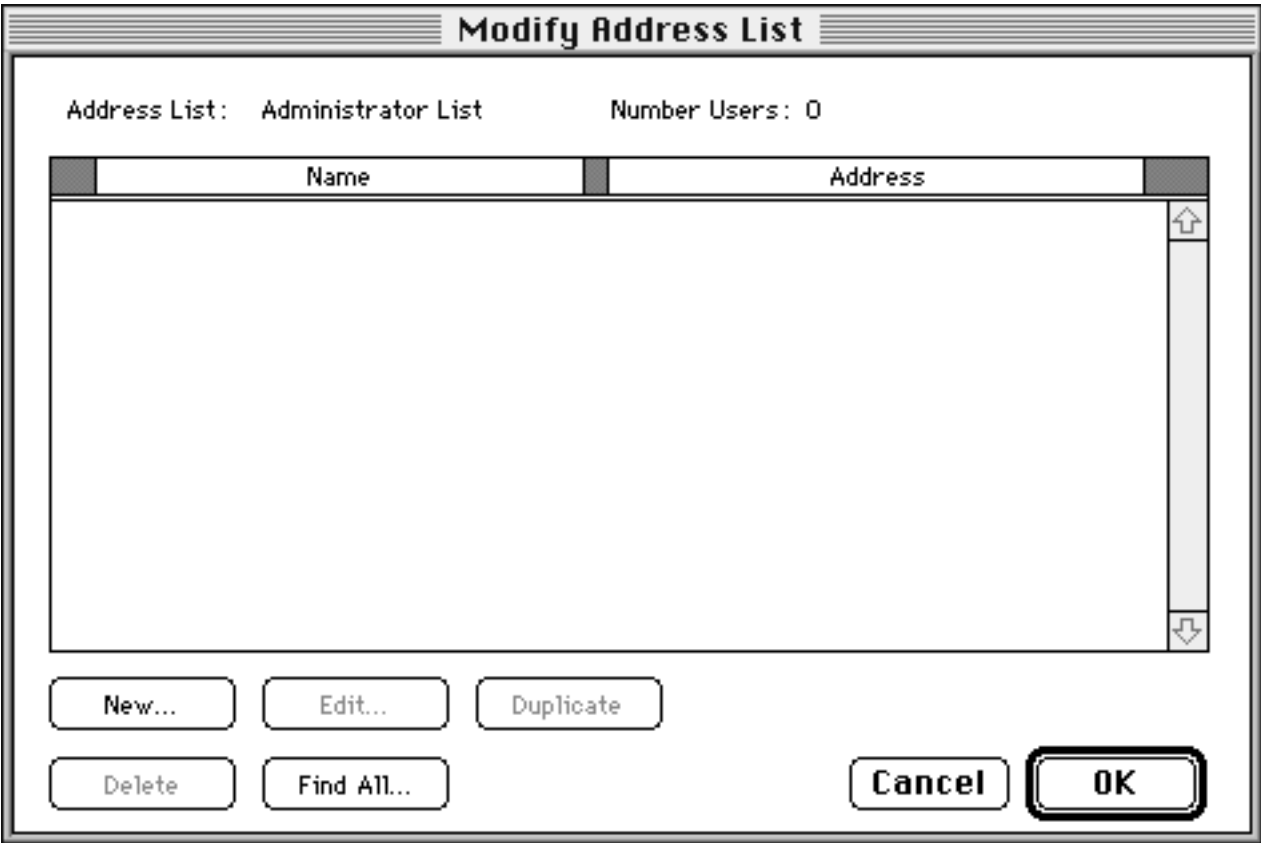 Modify Address List
Address List: Administrator List Number Users: 0
Name Address
New... Edit... Duplicate
Delete Find All... Cancel OK